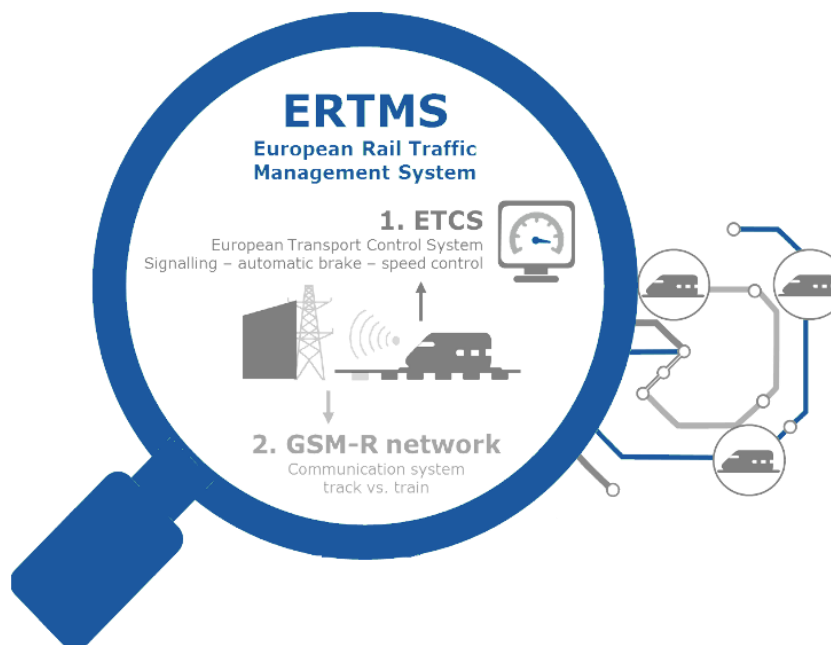 ERTMS
European Rail Traffic
Management System
1. ETCS
European Transport Control System
Signalling – automatic brake – speed control
2. GSM-R network
Communication system
track vs. train